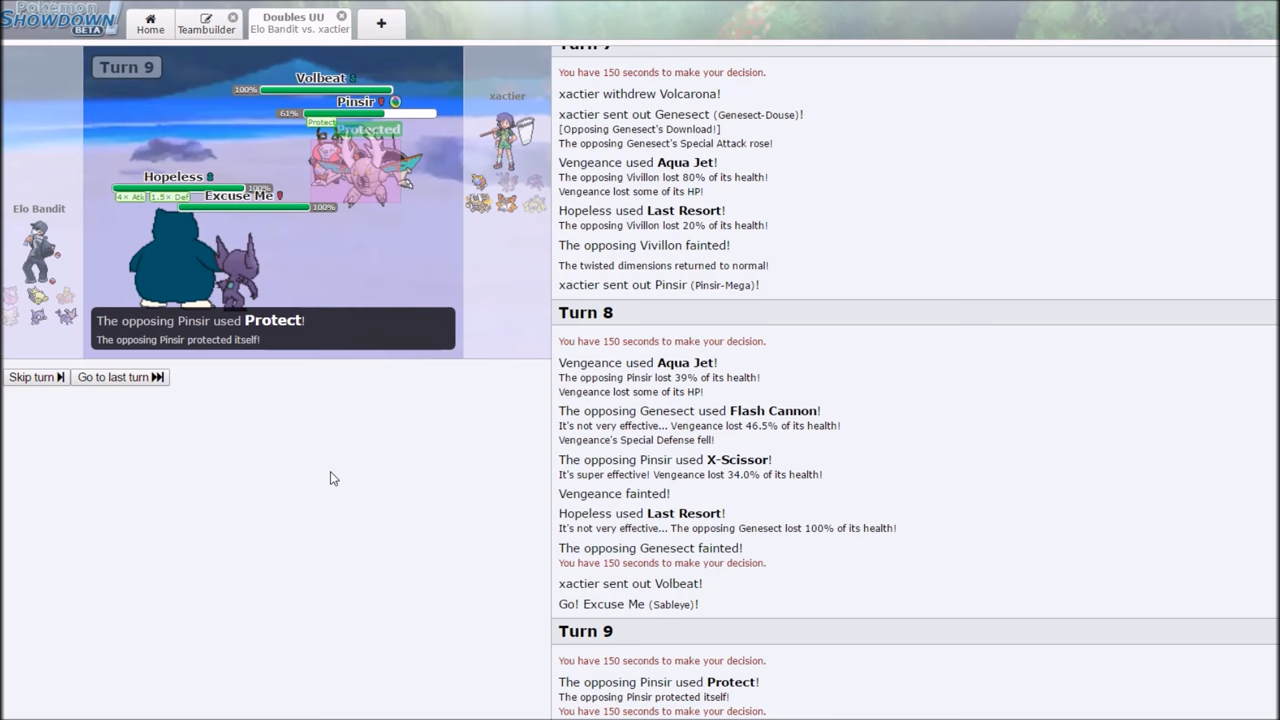 Pokémon
SHOWDOWN
BETA
Home
Teambuilder
Doubles UU
Elo Bandit vs. xactier
+
Turn 9
Volbeat
100%
Pinsir
61%
Protect
Protected
Hopeless
100%
4× Atk 1.5× Def
Excuse Me
100%
Elo Bandit
xactier
The opposing Pinsir used Protect!
The opposing Pinsir protected itself!
Skip turn
Go to last turn
You have 150 seconds to make your decision.
xactier withdrew Volcarona!
xactier sent out Genesect (Genesect-Douse)!
[Opposing Genesect's Download!]
The opposing Genesect's Special Attack rose!
Vengeance used Aqua Jet!
The opposing Vivillon lost 80% of its health!
Vengeance lost some of its HP!
Hopeless used Last Resort!
The opposing Vivillon lost 20% of its health!
The opposing Vivillon fainted!
The twisted dimensions returned to normal!
xactier sent out Pinsir (Pinsir-Mega)!
Turn 8
You have 150 seconds to make your decision.
Vengeance used Aqua Jet!
The opposing Pinsir lost 39% of its health!
Vengeance lost some of its HP!
The opposing Genesect used Flash Cannon!
It's not very effective... Vengeance lost 46.5% of its health!
Vengeance's Special Defense fell!
The opposing Pinsir used X-Scissor!
It's super effective! Vengeance lost 34.0% of its health!
Vengeance fainted!
Hopeless used Last Resort!
It's not very effective... The opposing Genesect lost 100% of its health!
The opposing Genesect fainted!
You have 150 seconds to make your decision.
xactier sent out Volbeat!
Go! Excuse Me (Sableye)!
Turn 9
You have 150 seconds to make your decision.
The opposing Pinsir used Protect!
The opposing Pinsir protected itself!
You have 150 seconds to make your decision.